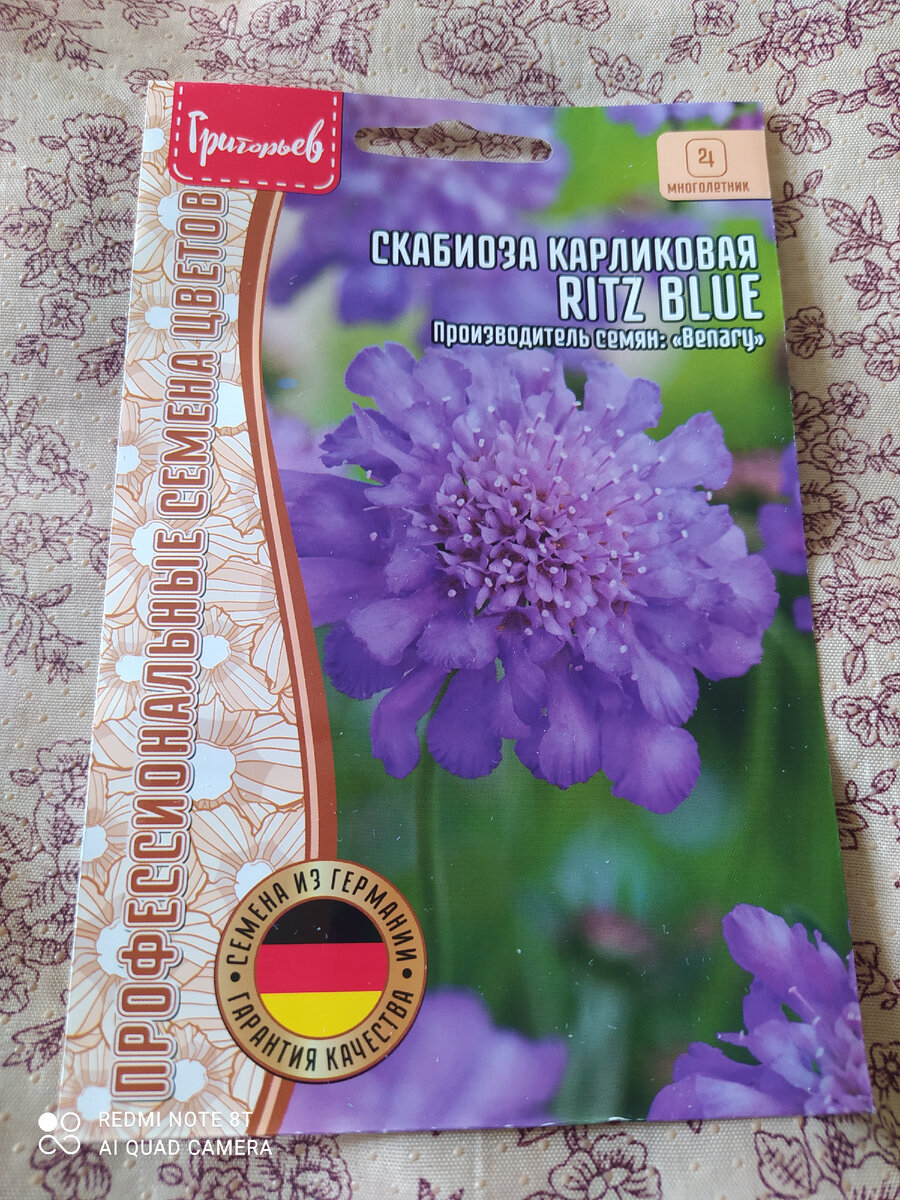 Григорьев
МНОГОЛЕТНИК
СКАБИОЗА КАРЛИКОВАЯ
RITZ BLUE
Производитель семян: «Benary»
ПРОФЕССИОНАЛЬНЫЕ СЕМЕНА ЦВЕТОВ
• СЕМЕНА ИЗ ГЕРМАНИИ •
ГАРАНТИЯ КАЧЕСТВА
REDMI NOTE 8T
AI QUAD CAMERA